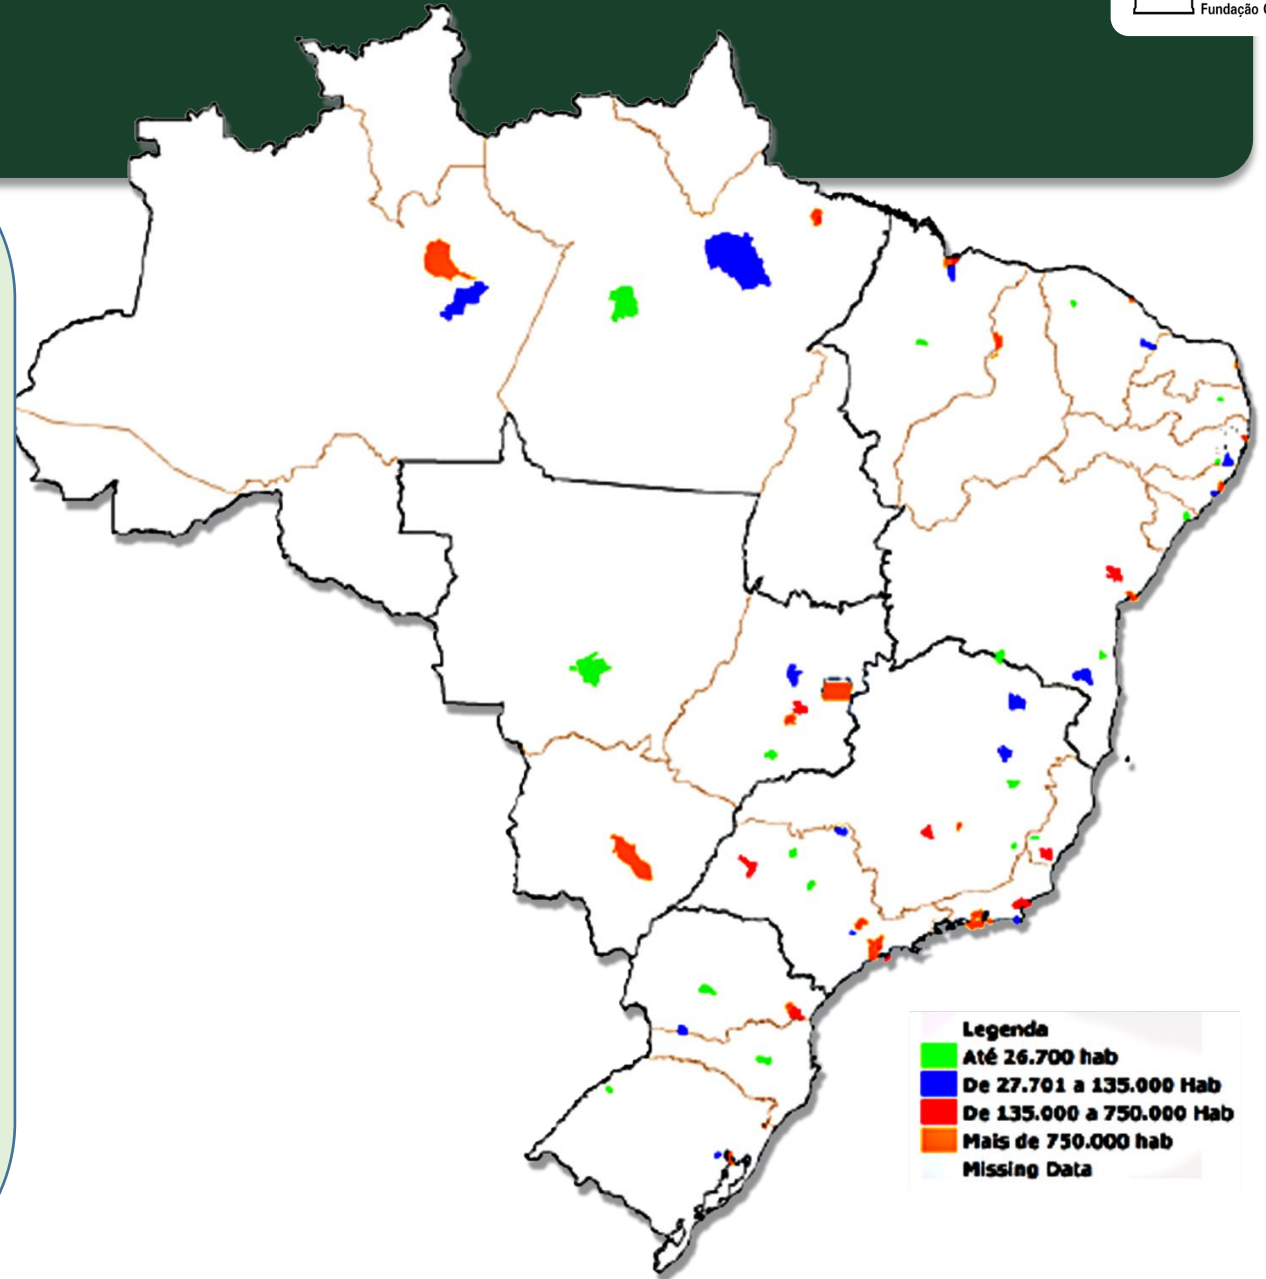 Fundação
Legenda
Até 26.700 hab
De 27.701 a 135.000 Hab
De 135.000 a 750.000 Hab
Mais de 750.000 hab
Missing Data